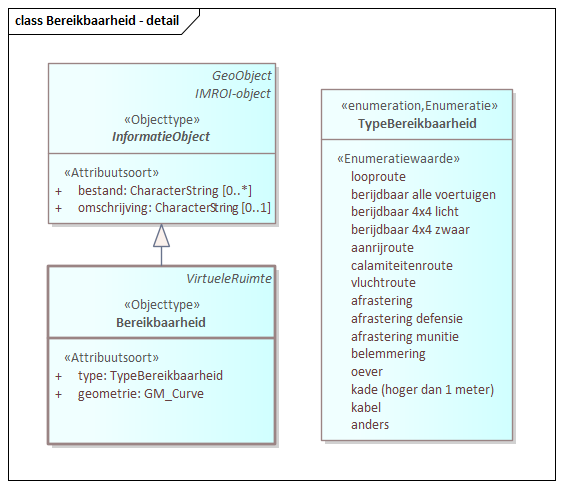 class Bereikbaarheid - detail
GeoObject
IMROI-object
«Objecttype»
InformatieObject
«Attribuutsoort»
+ bestand: CharacterString [0..*]
+ omschrijving: CharacterString [0..1]
VirtueleRuimte
«Objecttype»
Bereikbaarheid
«Attribuutsoort»
+ type: TypeBereikbaarheid
+ geometrie: GM_Curve
«enumeration,Enumeratie»
TypeBereikbaarheid
«Enumeratiewaarde»
looproute
berijdbaar alle voertuigen
berijdbaar 4x4 licht
berijdbaar 4x4 zwaar
aanrijroute
calamiteitenroute
vluchtroute
afrastering
afrastering defensie
afrastering munitie
belemmering
oever
kade (hoger dan 1 meter)
kabel
anders